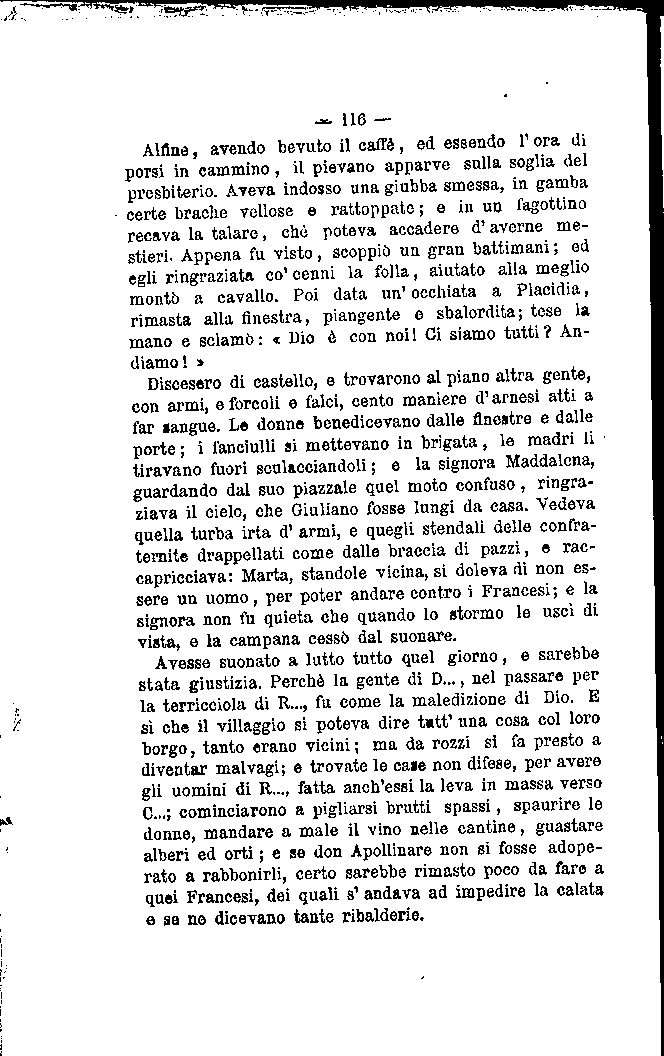 — 116 —
Alfine, avendo bevuto il caffè, ed essendo l'ora di
porsi in cammino, il pievano apparve sulla soglia del
presbiterio. Aveva indosso una giubba smessa, in gamba
certe brache vellose e rattoppate; e in un fagottino
recava la talare, chè poteva accadere d'averne me-
stieri. Appena fu visto, scoppiò un gran battimani; ed
egli ringraziata co' cenni la folla, aiutato alla meglio
montò a cavallo. Poi data un'occhiata a Placidia,
rimasta alla finestra, piangente e sbalordita; tese la
mano e sclamò: « Dio è con noi! Ci siamo tutti? An-
diamo! »
Discesero di castello, e trovarono al piano altra gente,
con armi, e forcoli e falci, cento maniere d'arnesi atti a
far sangue. Le donne benedicevano dalle finestre e dalle
porte; i fanciulli si mettevano in brigata, le madri li
tiravano fuori sculacciandoli; e la signora Maddalena,
guardando dal suo piazzale quel moto confuso, ringra-
ziava il cielo, che Giuliano fosse lungi da casa. Vedeva
quella turba irta d'armi, e quegli stendali delle confra-
ternite drappellati come dalle braccia di pazzi, e rac-
capricciava: Marta, standole vicina, si doleva di non es-
sere un uomo, per poter andare contro i Francesi; e la
signora non fu quieta che quando lo stormo le uscì di
vista, e la campana cessò dal suonare.
Avesse suonato a lutto tutto quel giorno, e sarebbe
stata giustizia. Perchè la gente di D..., nel passare per
la terricciola di R..., fu come la maledizione di Dio. E
sì che il villaggio si poteva dire tutt'una cosa col loro
borgo, tanto erano vicini; ma da rozzi si fa presto a
diventar malvagi; e trovate le case non difese, per avere
gli uomini di R..., fatta anch'essi la leva in massa verso
C...; cominciarono a pigliarsi brutti spassi, spaurire le
donne, mandare a male il vino nelle cantine, guastare
alberi ed orti; e se don Apollinare non si fosse adope-
rato a rabbonirli, certo sarebbe rimasto poco da fare a
quei Francesi, dei quali s'andava ad impedire la calata
e se ne dicevano tante ribalderie.